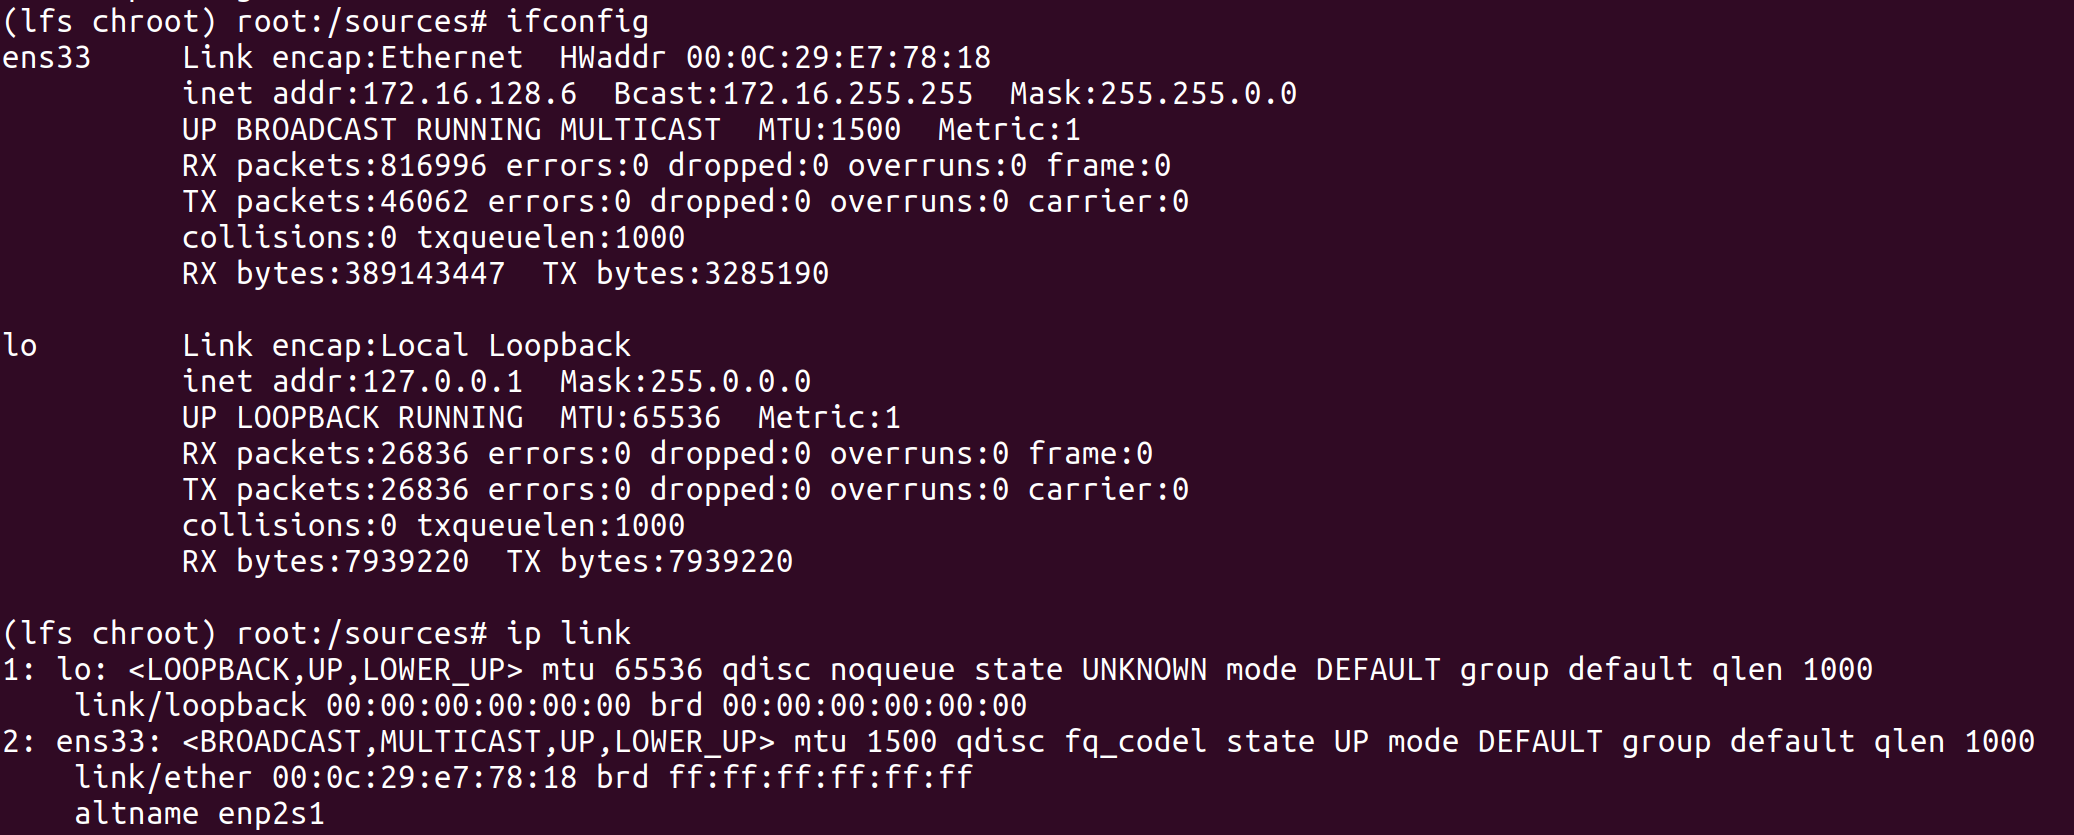 (lfs chroot) root:/sources# ifconfig
ens33     Link encap:Ethernet  HWaddr 00:0C:29:E7:78:18
          inet addr:172.16.128.6  Bcast:172.16.255.255  Mask:255.255.0.0
          UP BROADCAST RUNNING MULTICAST  MTU:1500  Metric:1
          RX packets:816996 errors:0 dropped:0 overruns:0 frame:0
          TX packets:46062 errors:0 dropped:0 overruns:0 carrier:0
          collisions:0 txqueuelen:1000
          RX bytes:389143447  TX bytes:3285190

lo        Link encap:Local Loopback
          inet addr:127.0.0.1  Mask:255.0.0.0
          UP LOOPBACK RUNNING  MTU:65536  Metric:1
          RX packets:26836 errors:0 dropped:0 overruns:0 frame:0
          TX packets:26836 errors:0 dropped:0 overruns:0 carrier:0
          collisions:0 txqueuelen:1000
          RX bytes:7939220  TX bytes:7939220

(lfs chroot) root:/sources# ip link
1: lo: <LOOPBACK,UP,LOWER_UP> mtu 65536 qdisc noqueue state UNKNOWN mode DEFAULT group default qlen 1000
    link/loopback 00:00:00:00:00:00 brd 00:00:00:00:00:00
2: ens33: <BROADCAST,MULTICAST,UP,LOWER_UP> mtu 1500 qdisc fq_codel state UP mode DEFAULT group default qlen 1000
    link/ether 00:0c:29:e7:78:18 brd ff:ff:ff:ff:ff:ff
    altname enp2s1